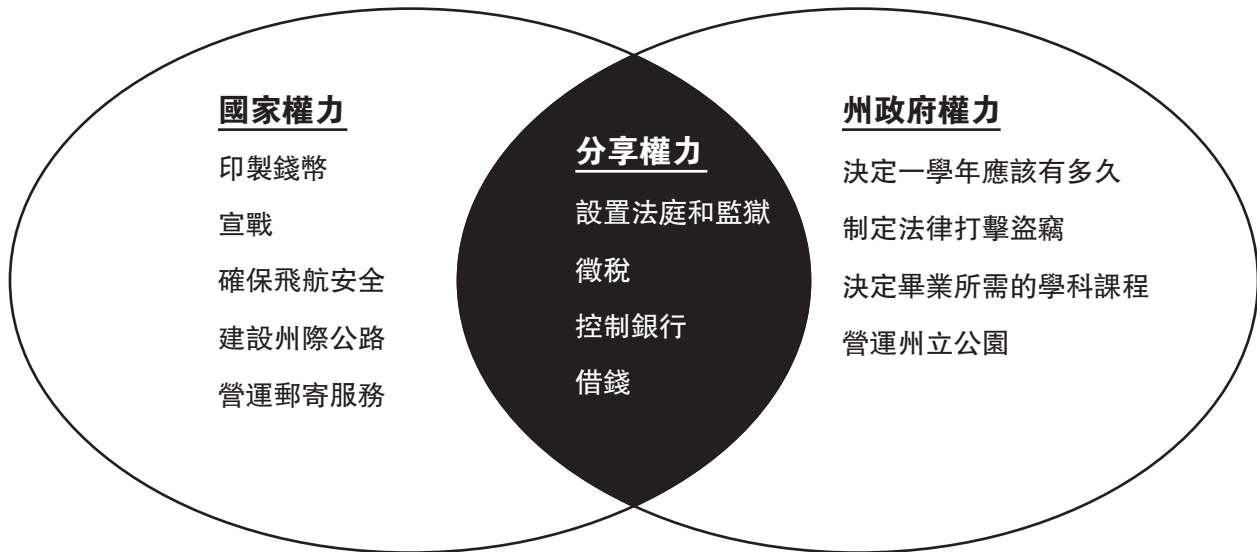 國家權力
印製錢幣
宣戰
確保飛航安全
建設州際公路
營運郵寄服務
分享權力
設置法庭和監獄
徵稅
控制銀行
借錢
州政府權力
決定一學年應該有多久
制定法律打擊盜竊
決定畢業所需的學科課程
營運州立公園